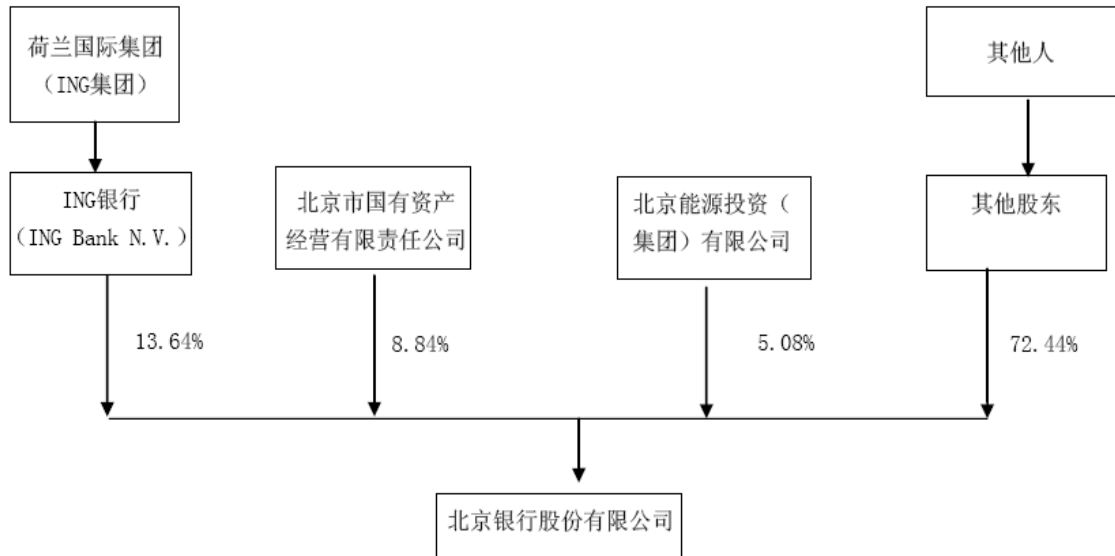 荷兰国际集团
（ING集团）
其他人
ING银行
（ING Bank N.V.）
北京市国有资产
经营有限责任公司
北京能源投资（
集团）有限公司
其他股东
13.64%
8.84%
5.08%
72.44%
北京银行股份有限公司